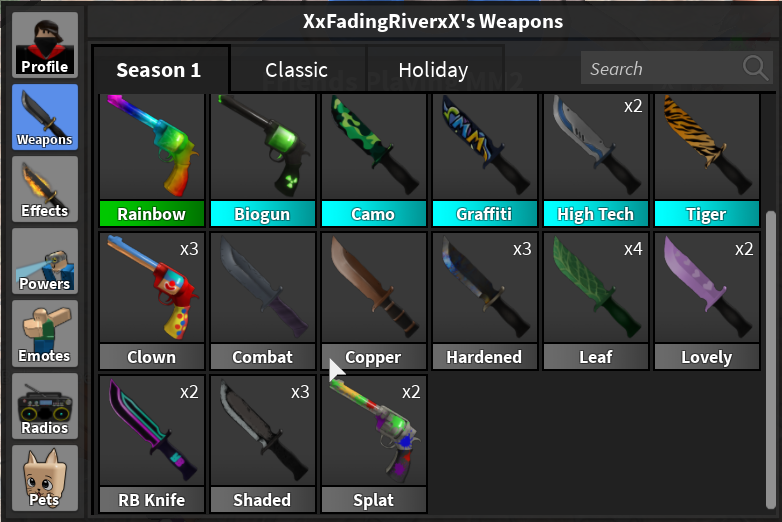 XxFadingRiverxX's Weapons
Profile
Weapons
Effects
Powers
Emotes
Radios
Pets
Season 1
Classic
Holiday
Search
Rainbow
Biogun
Camo
Graffiti
x2
High Tech
Tiger
x3
Clown
Combat
Copper
x3
Hardened
x4
Leaf
x2
Lovely
x2
RB Knife
x3
Shaded
x2
Splat